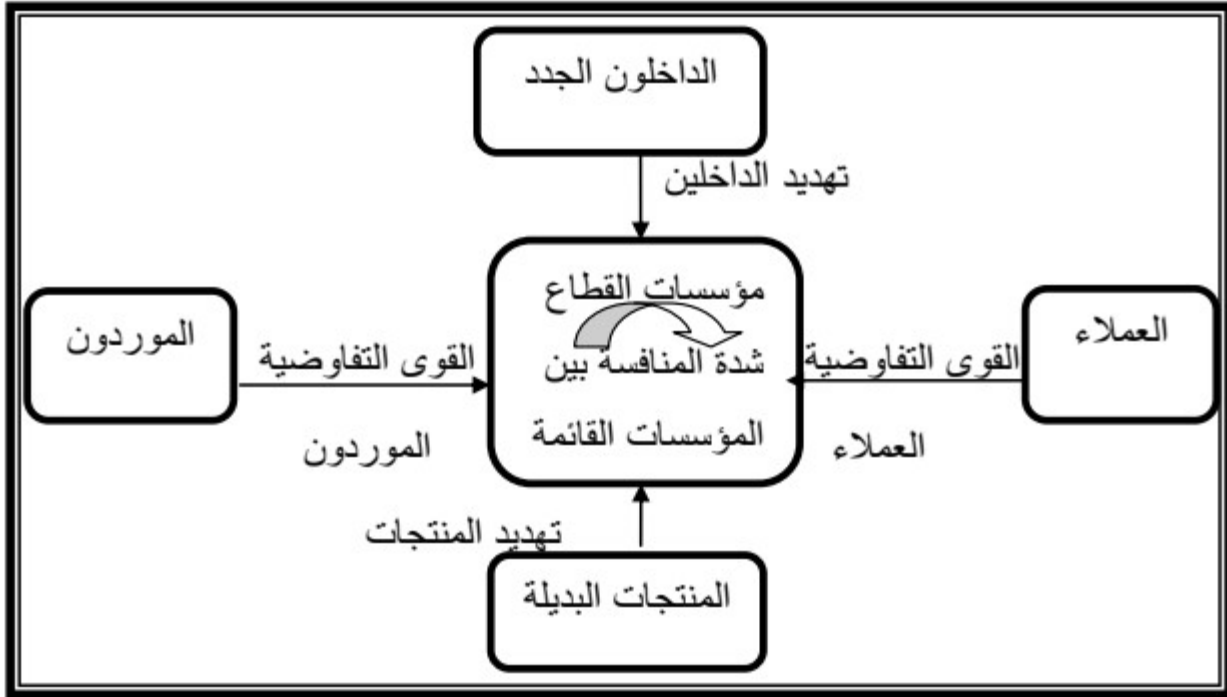 الداخلون الجدد
تهديد الداخلين
مؤسسات القطاع
شدة المنافسة بين
المؤسسات القائمة
العملاء
القوى التفاوضية
العملاء
الموردون
القوى التفاوضية
الموردون
تهديد المنتجات
المنتجات البديلة